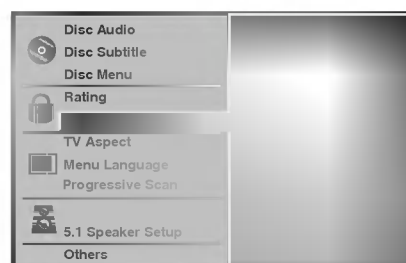 Disc Audio
Disc Subtitle
Disc Menu
Rating
TV Aspect
Menu Language
Progressive Scan
5.1 Speaker Setup
Others